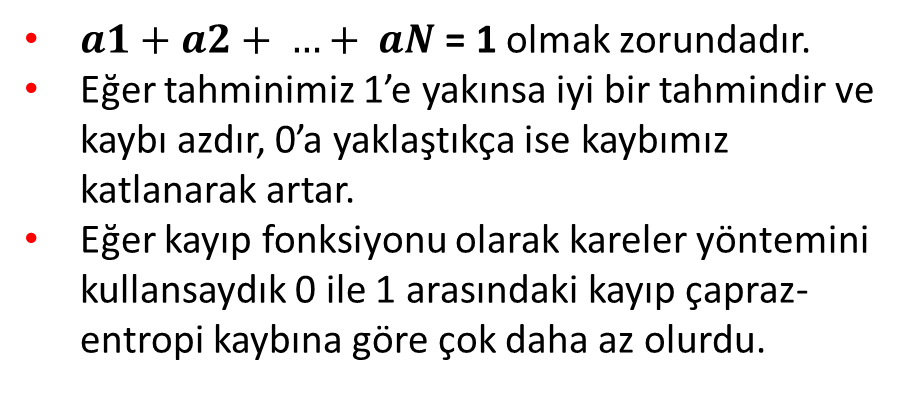 • a1 + a2 + … + aN = 1 olmak zorundadır.
• Eğer tahminimiz 1’e yakınsa iyi bir tahmindir ve
kaybı azdır, 0’a yaklaştıkça ise kaybımız
katlanarak artar.
• Eğer kayıp fonksiyonu olarak kareler yöntemini
kullansaydık 0 ile 1 arasındaki kayıp çapraz-
entropi kaybına göre çok daha az olurdu.